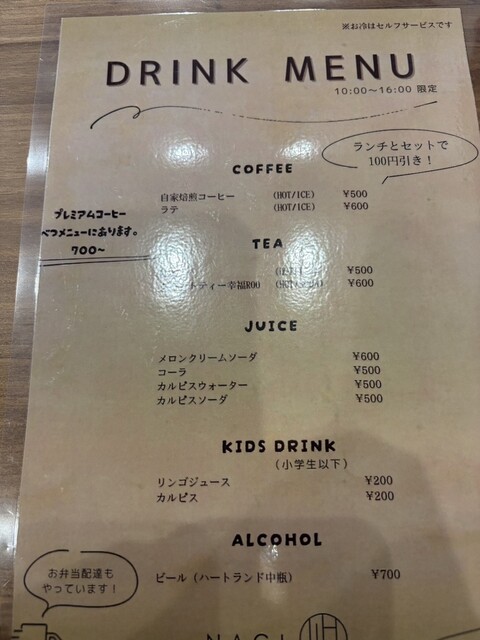 ※お冷はセルフサービスです
DRINK MENU
10:00～16:00 限定
ランチとセットで
100円引き！
COFFEE
自家焙煎コーヒー (HOT/ICE) ¥500
ラテ (HOT/ICE) ¥600
プレミアムコーヒー
べつメニューにあります。
700～
TEA
¥500
ティー幸福ROO ¥600
JUICE
メロンクリームソーダ ¥600
コーラ ¥500
カルピスウォーター ¥500
カルピスソーダ ¥500
KIDS DRINK
(小学生以下)
リンゴジュース ¥200
カルピス ¥200
ALCOHOL
ビール（ハートランド中瓶） ¥700
お弁当配達も
やっています！
NAGI